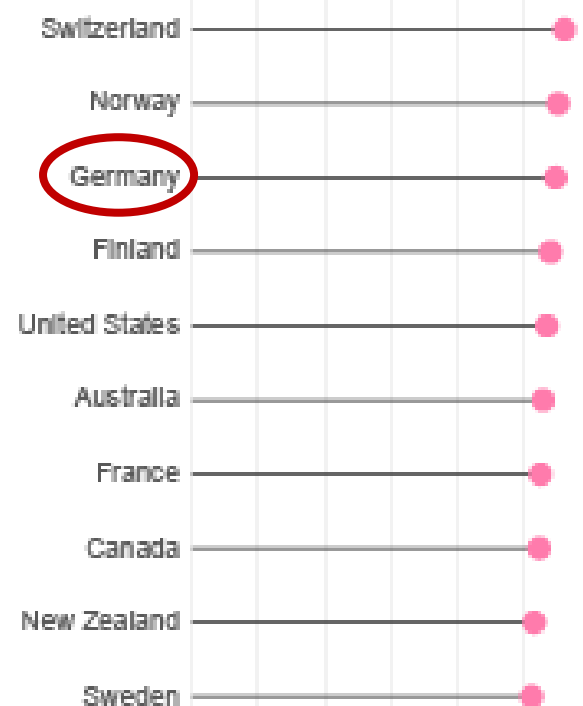 Switzerland
Norway
Germany
Finland
United States
Australia
France
Canada
New Zealand
Sweden